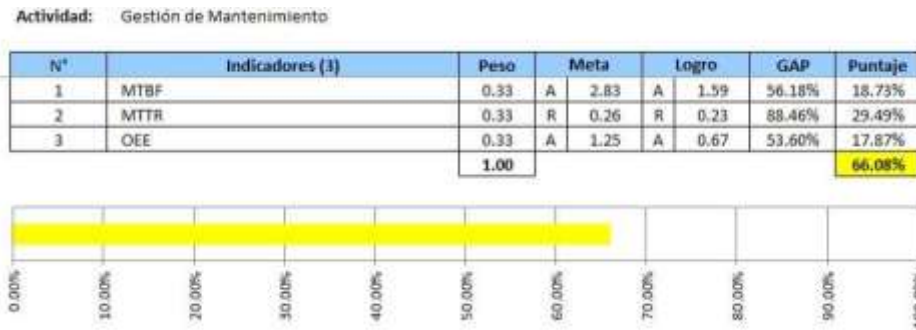 Actividad: Gestión de Mantenimiento
N° Indicadores (3) Peso Meta Logro GAP Puntaje
1 MTBF 0.33 A 2.83 A 1.59 56.18% 18.73%
2 MTTR 0.33 R 0.26 R 0.23 88.46% 29.49%
3 OEE 0.33 A 1.25 A 0.67 53.60% 17.87%
1.00 66.08%
0.00% 10.00% 20.00% 30.00% 40.00% 50.00% 60.00% 70.00% 80.00% 90.00%